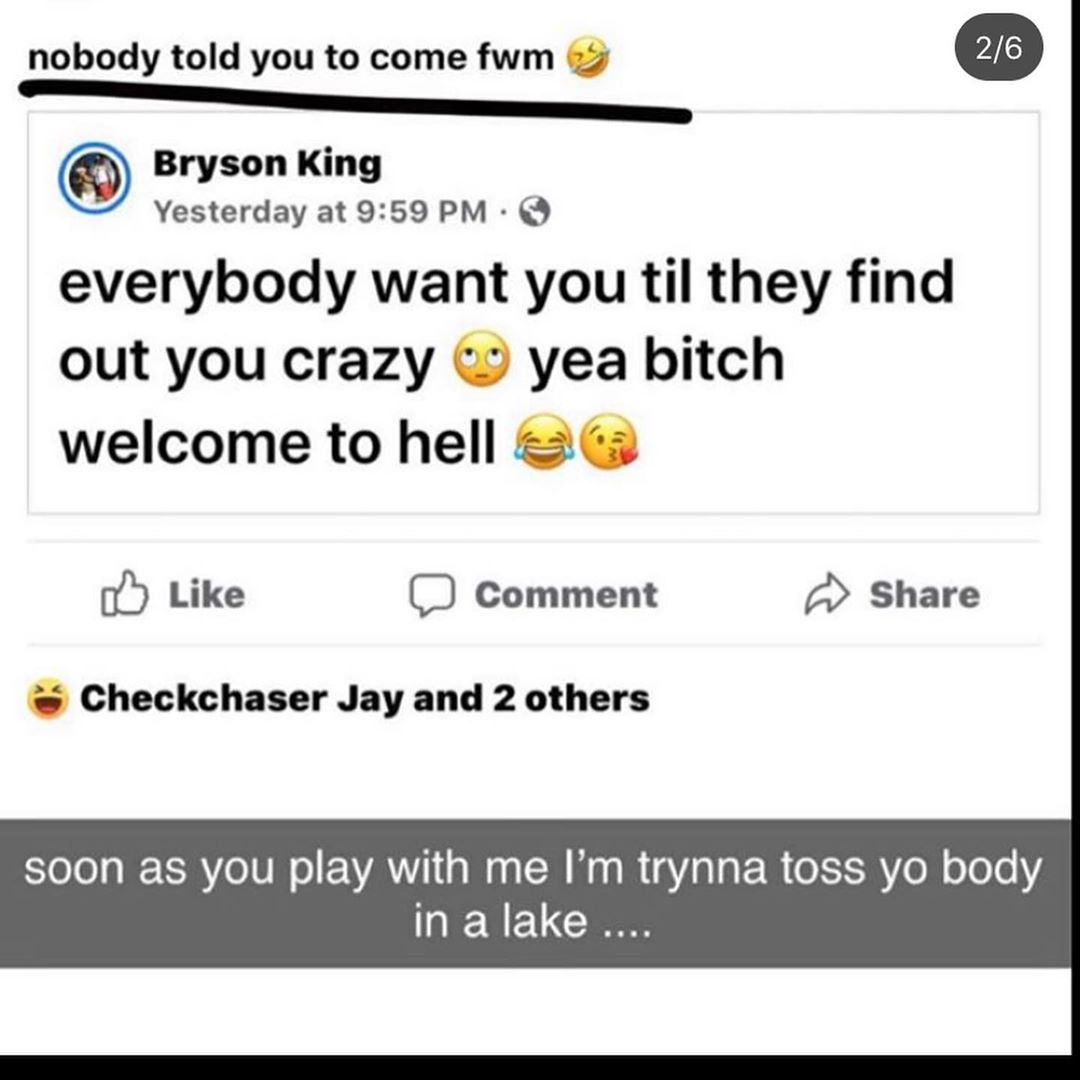 nobody told you to come fwm 🤣
2/6
Bryson King
Yesterday at 9:59 PM ·
everybody want you til they find
out you crazy 🙄 yea bitch
welcome to hell 😂😘
Like
Comment
Share
😆 Checkchaser Jay and 2 others
soon as you play with me I’m trynna toss yo body
in a lake ....